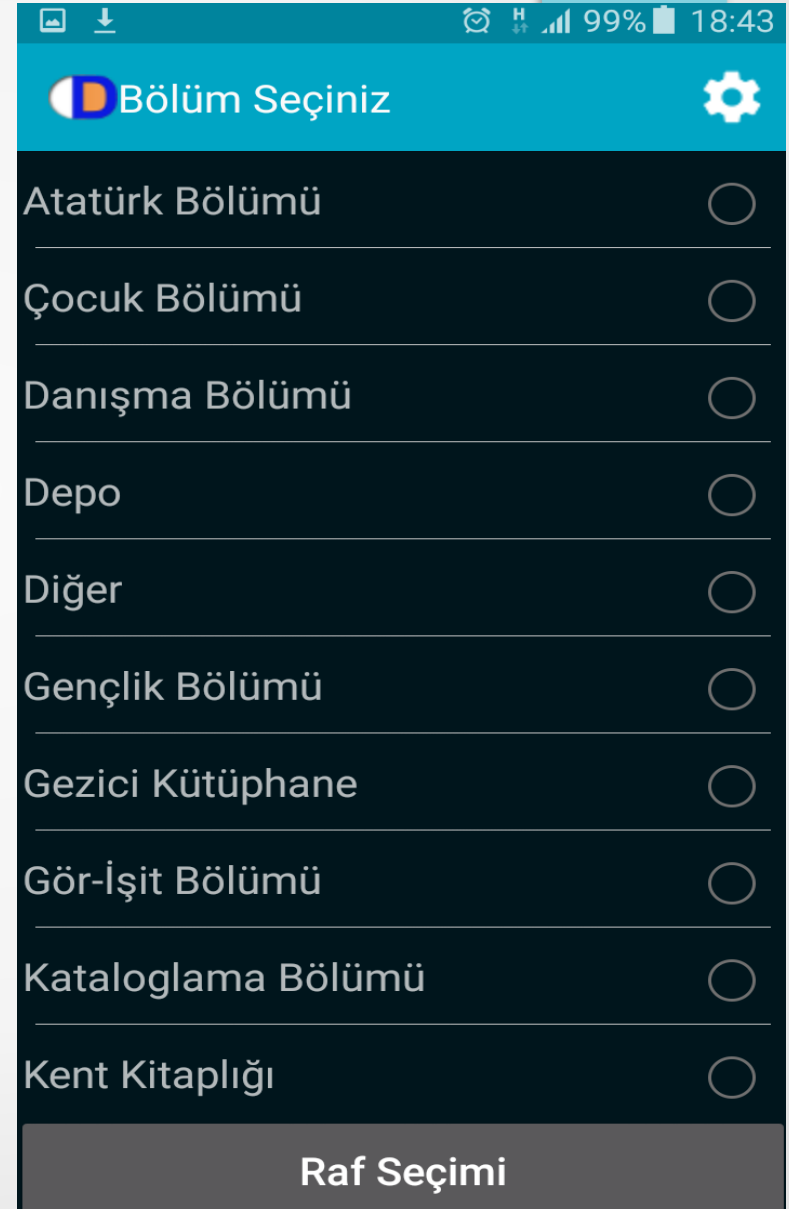 H 99% 18:43
Bölüm Seçiniz
Atatürk Bölümü
Çocuk Bölümü
Danışma Bölümü
Depo
Diğer
Gençlik Bölümü
Gezici Kütüphane
Gör-İşit Bölümü
Kataloglama Bölümü
Kent Kitaplığı
Raf Seçimi